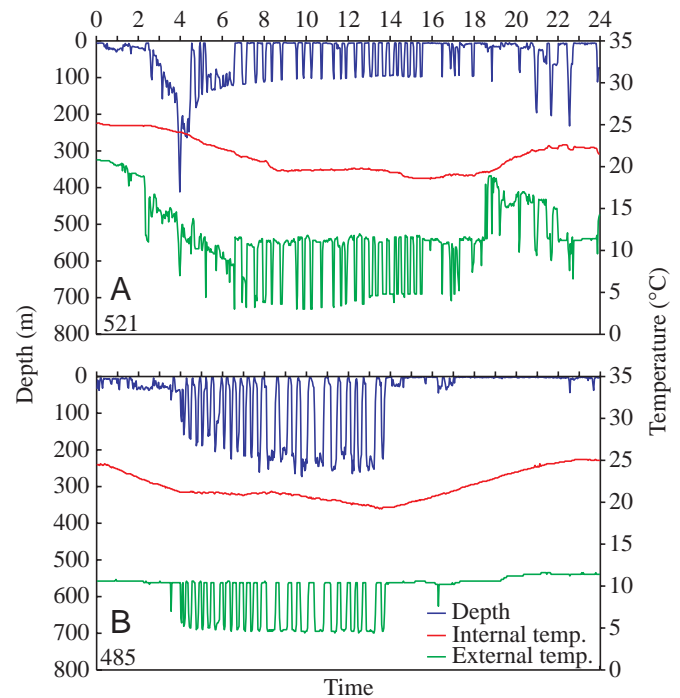 0 2 4 6 8 10 12 14 16 18 20 22 24
0 35
100 30
200 25
300 20
400 15
500 10
600 5
700 0
800
A
521
Depth (m)
Temperature (°C)
0 35
100 30
200 25
300 20
400 15
500 10
600 5
700 0
800
B
485
Depth
Internal temp.
External temp.
Time